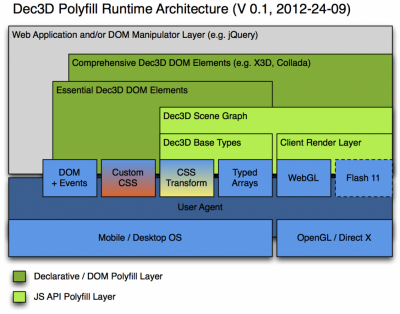 Dec3D Polyfill Runtime Architecture (V 0.1, 2012-24-09)
Web Application and/or DOM Manipulator Layer (e.g. jQuery)
Comprehensive Dec3D DOM Elements (e.g. X3D, Collada)
Essential Dec3D DOM Elements
Dec3D Scene Graph
Dec3D Base Types
Client Render Layer
DOM
+ Events
Custom
CSS
CSS
Transform
Typed
Arrays
WebGL
Flash 11
User Agent
Mobile / Desktop OS
OpenGL / Direct X
Declarative / DOM Polyfill Layer
JS API Polyfill Layer